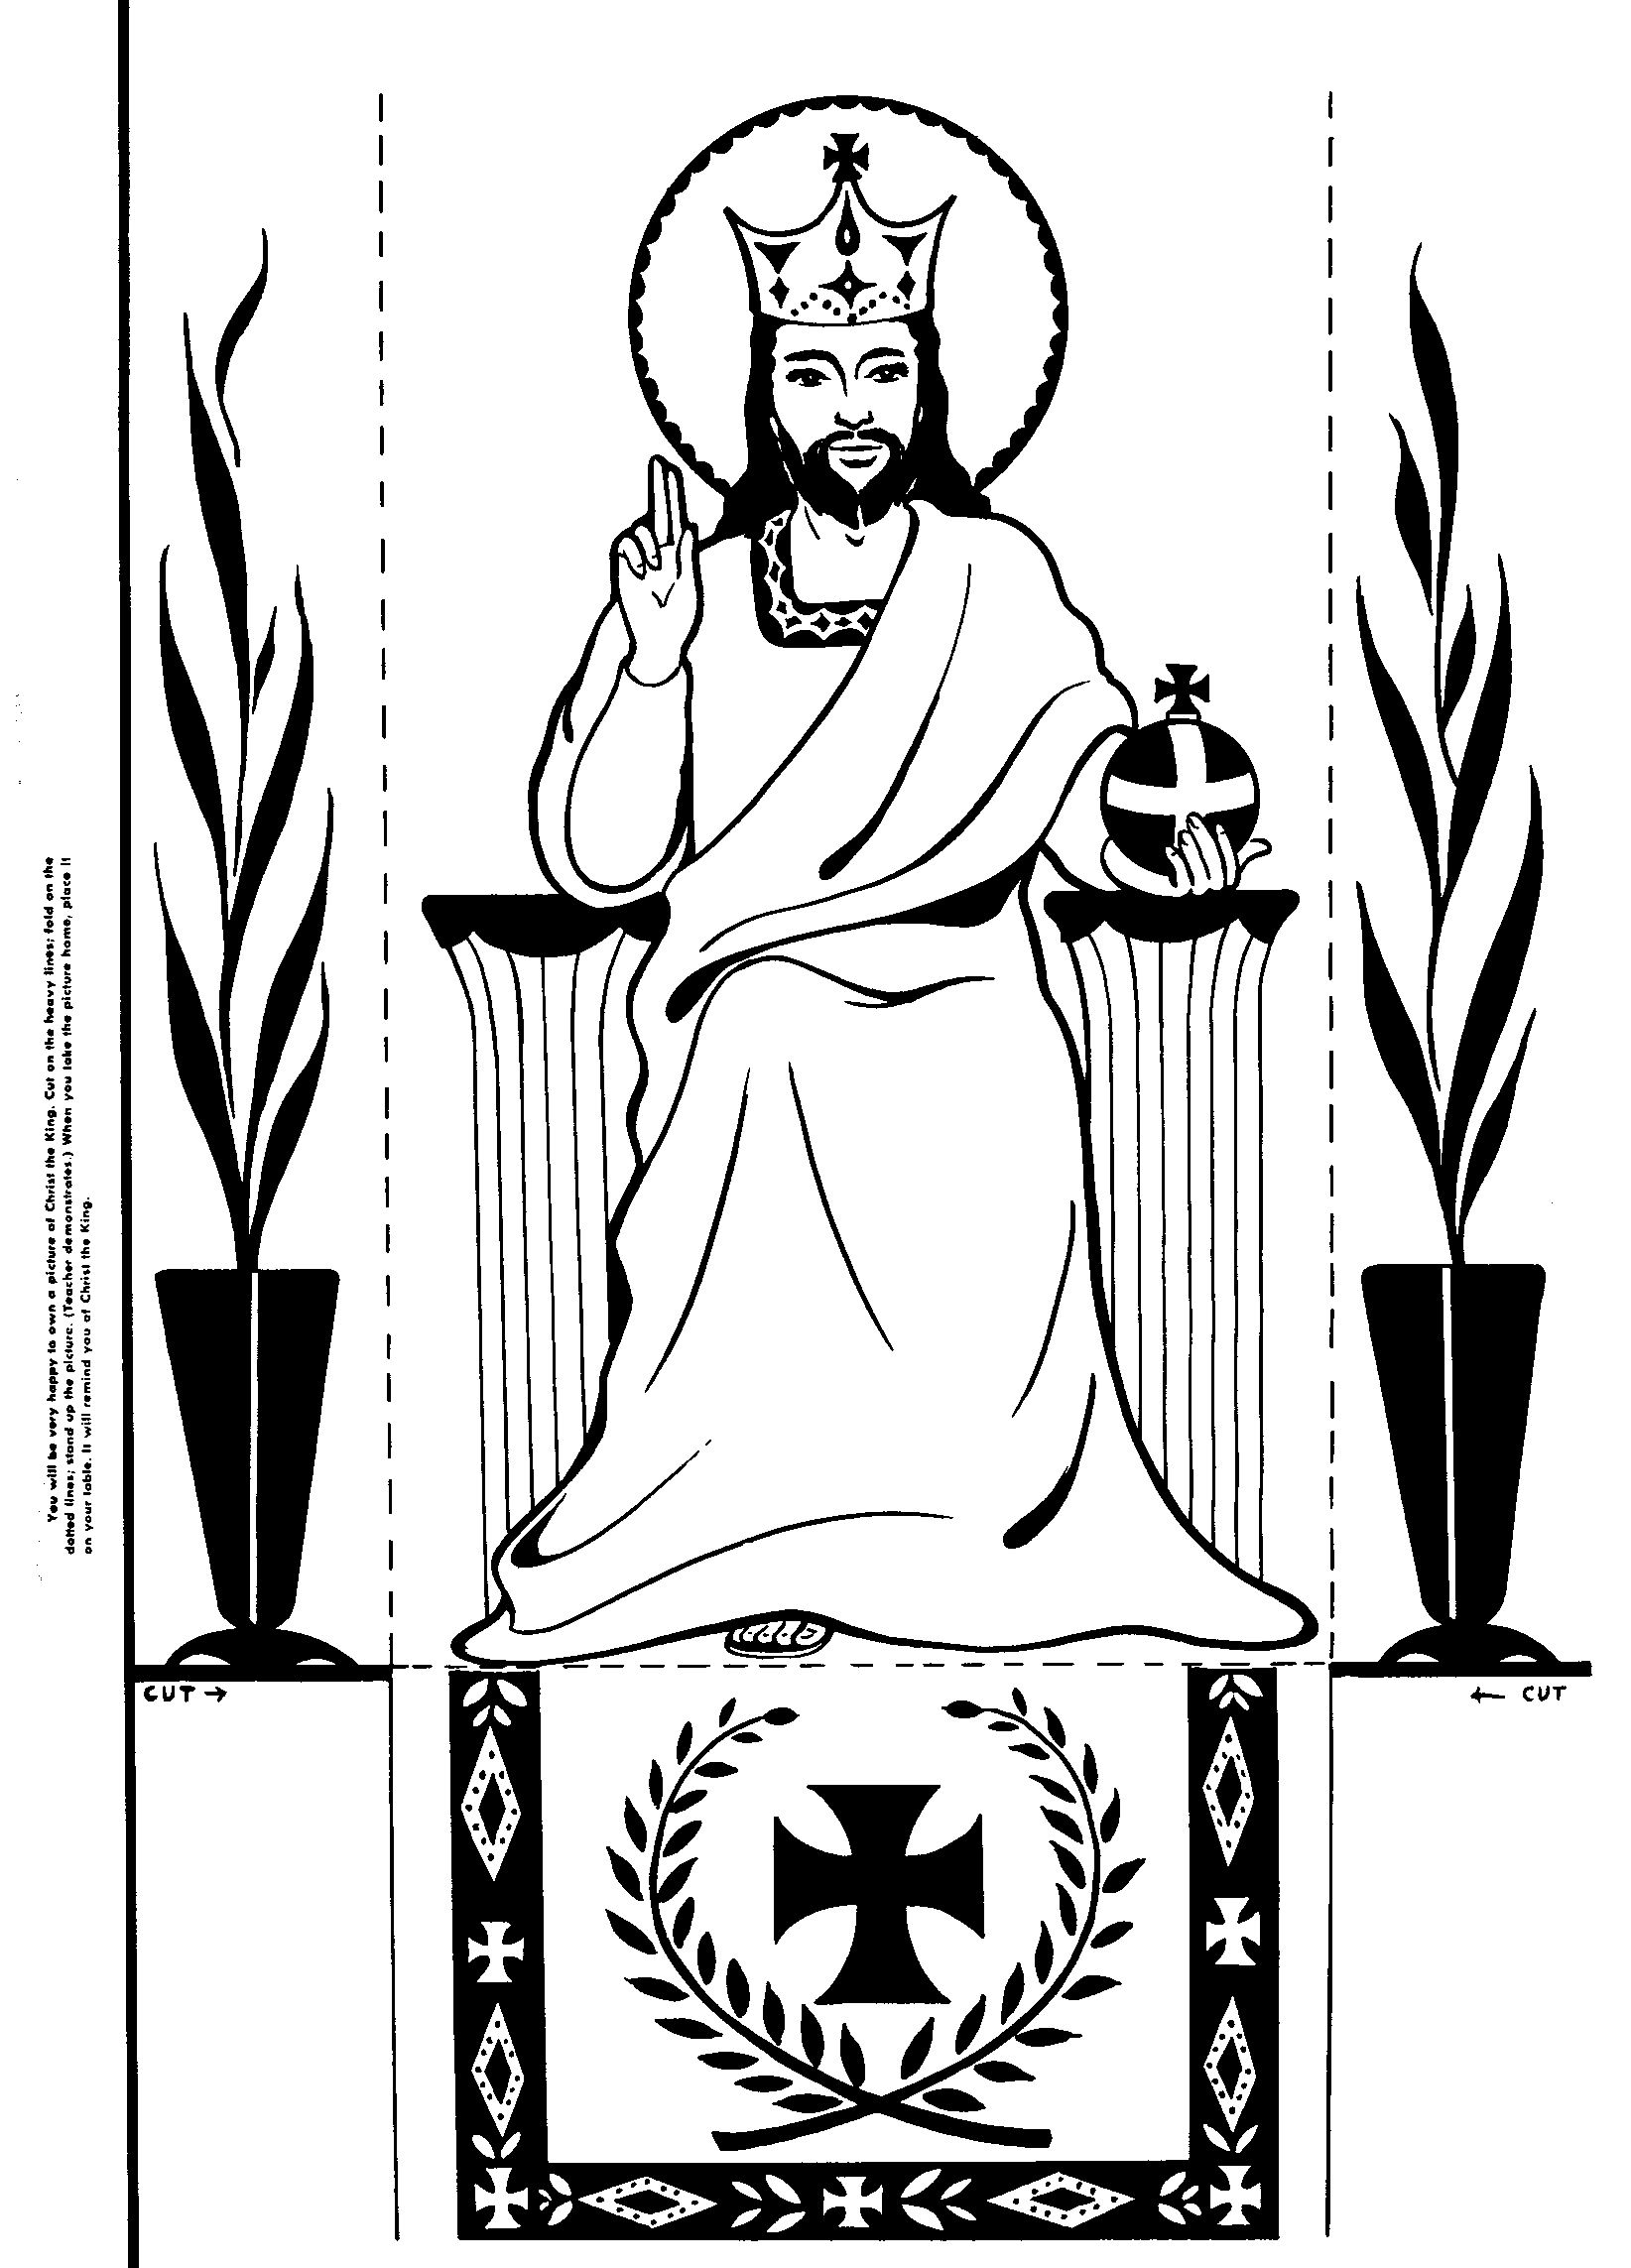 You will be very happy to own a picture of Christ the King. Cut on the heavy lines; fold on the
dotted lines; stand up the picture. (Teacher demonstrates.) When you take the picture home, place it
on your table. It will remind you of Christ the King.
CUT →
← CUT